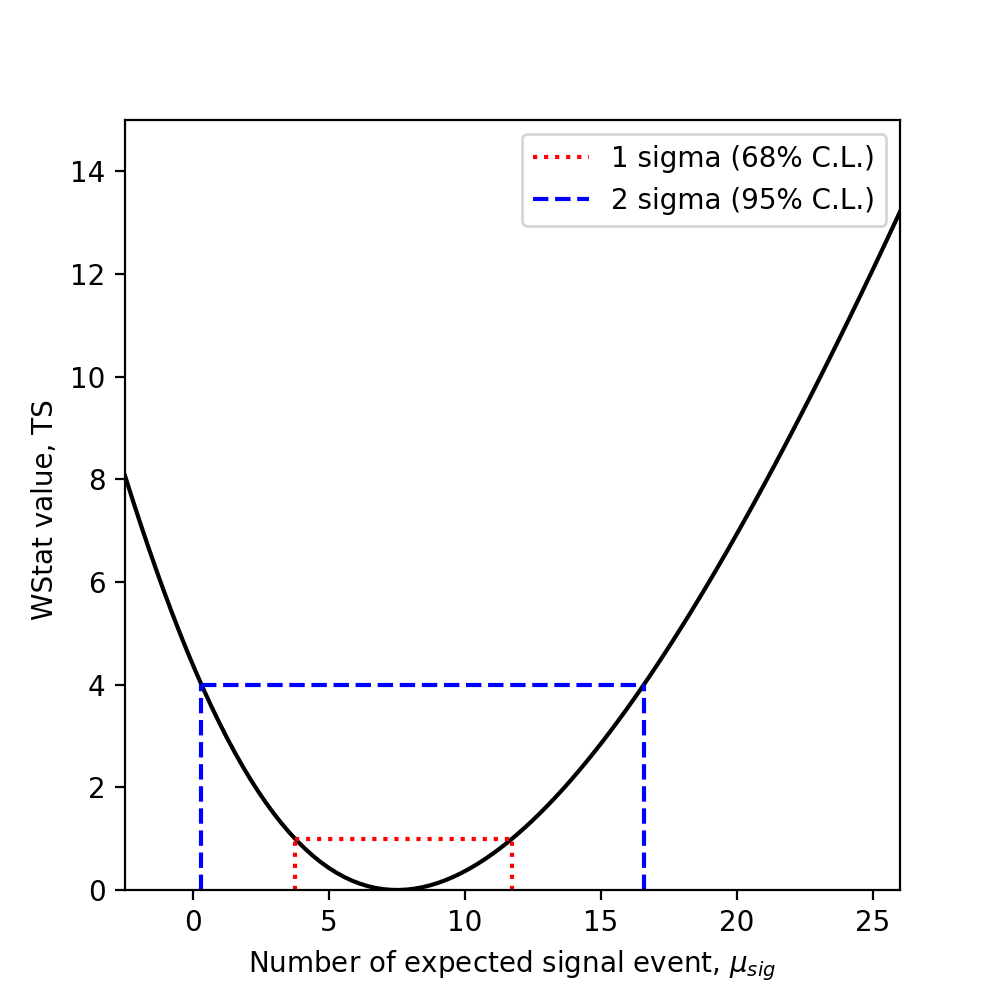 1 sigma (68% C.L.)
2 sigma (95% C.L.)
14
12
10
8
6
4
2
0
WStat value, TS
0 5 10 15 20 25
Number of expected signal event, μsig